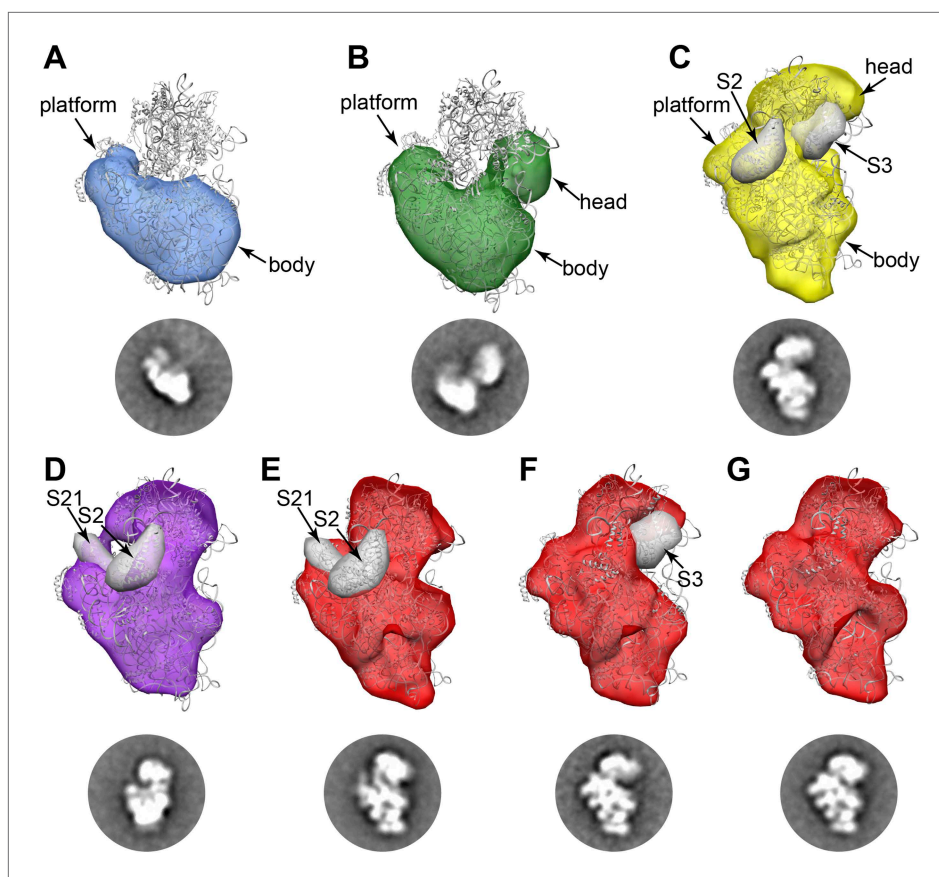 A
platform
body
B
platform
head
body
C
S2
head
platform
S3
body
D
S21
S2
E
S21
S2
F
S3
G